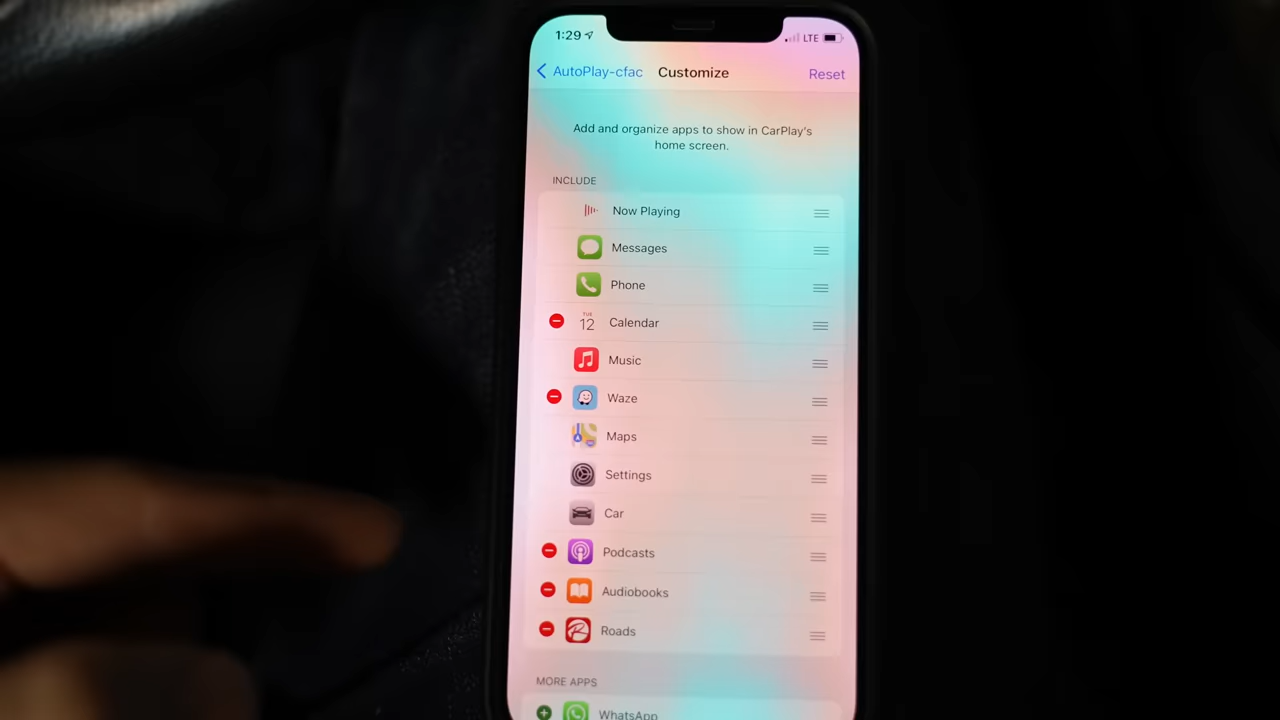 1:29
LTE
AutoPlay-cfac
Customize
Reset
Add and organize apps to show in CarPlay's
home screen.
INCLUDE
Now Playing
Messages
Phone
TUE
12
Calendar
Music
Waze
Maps
Settings
Car
Podcasts
Audiobooks
Roads
MORE APPS
WhatsApp